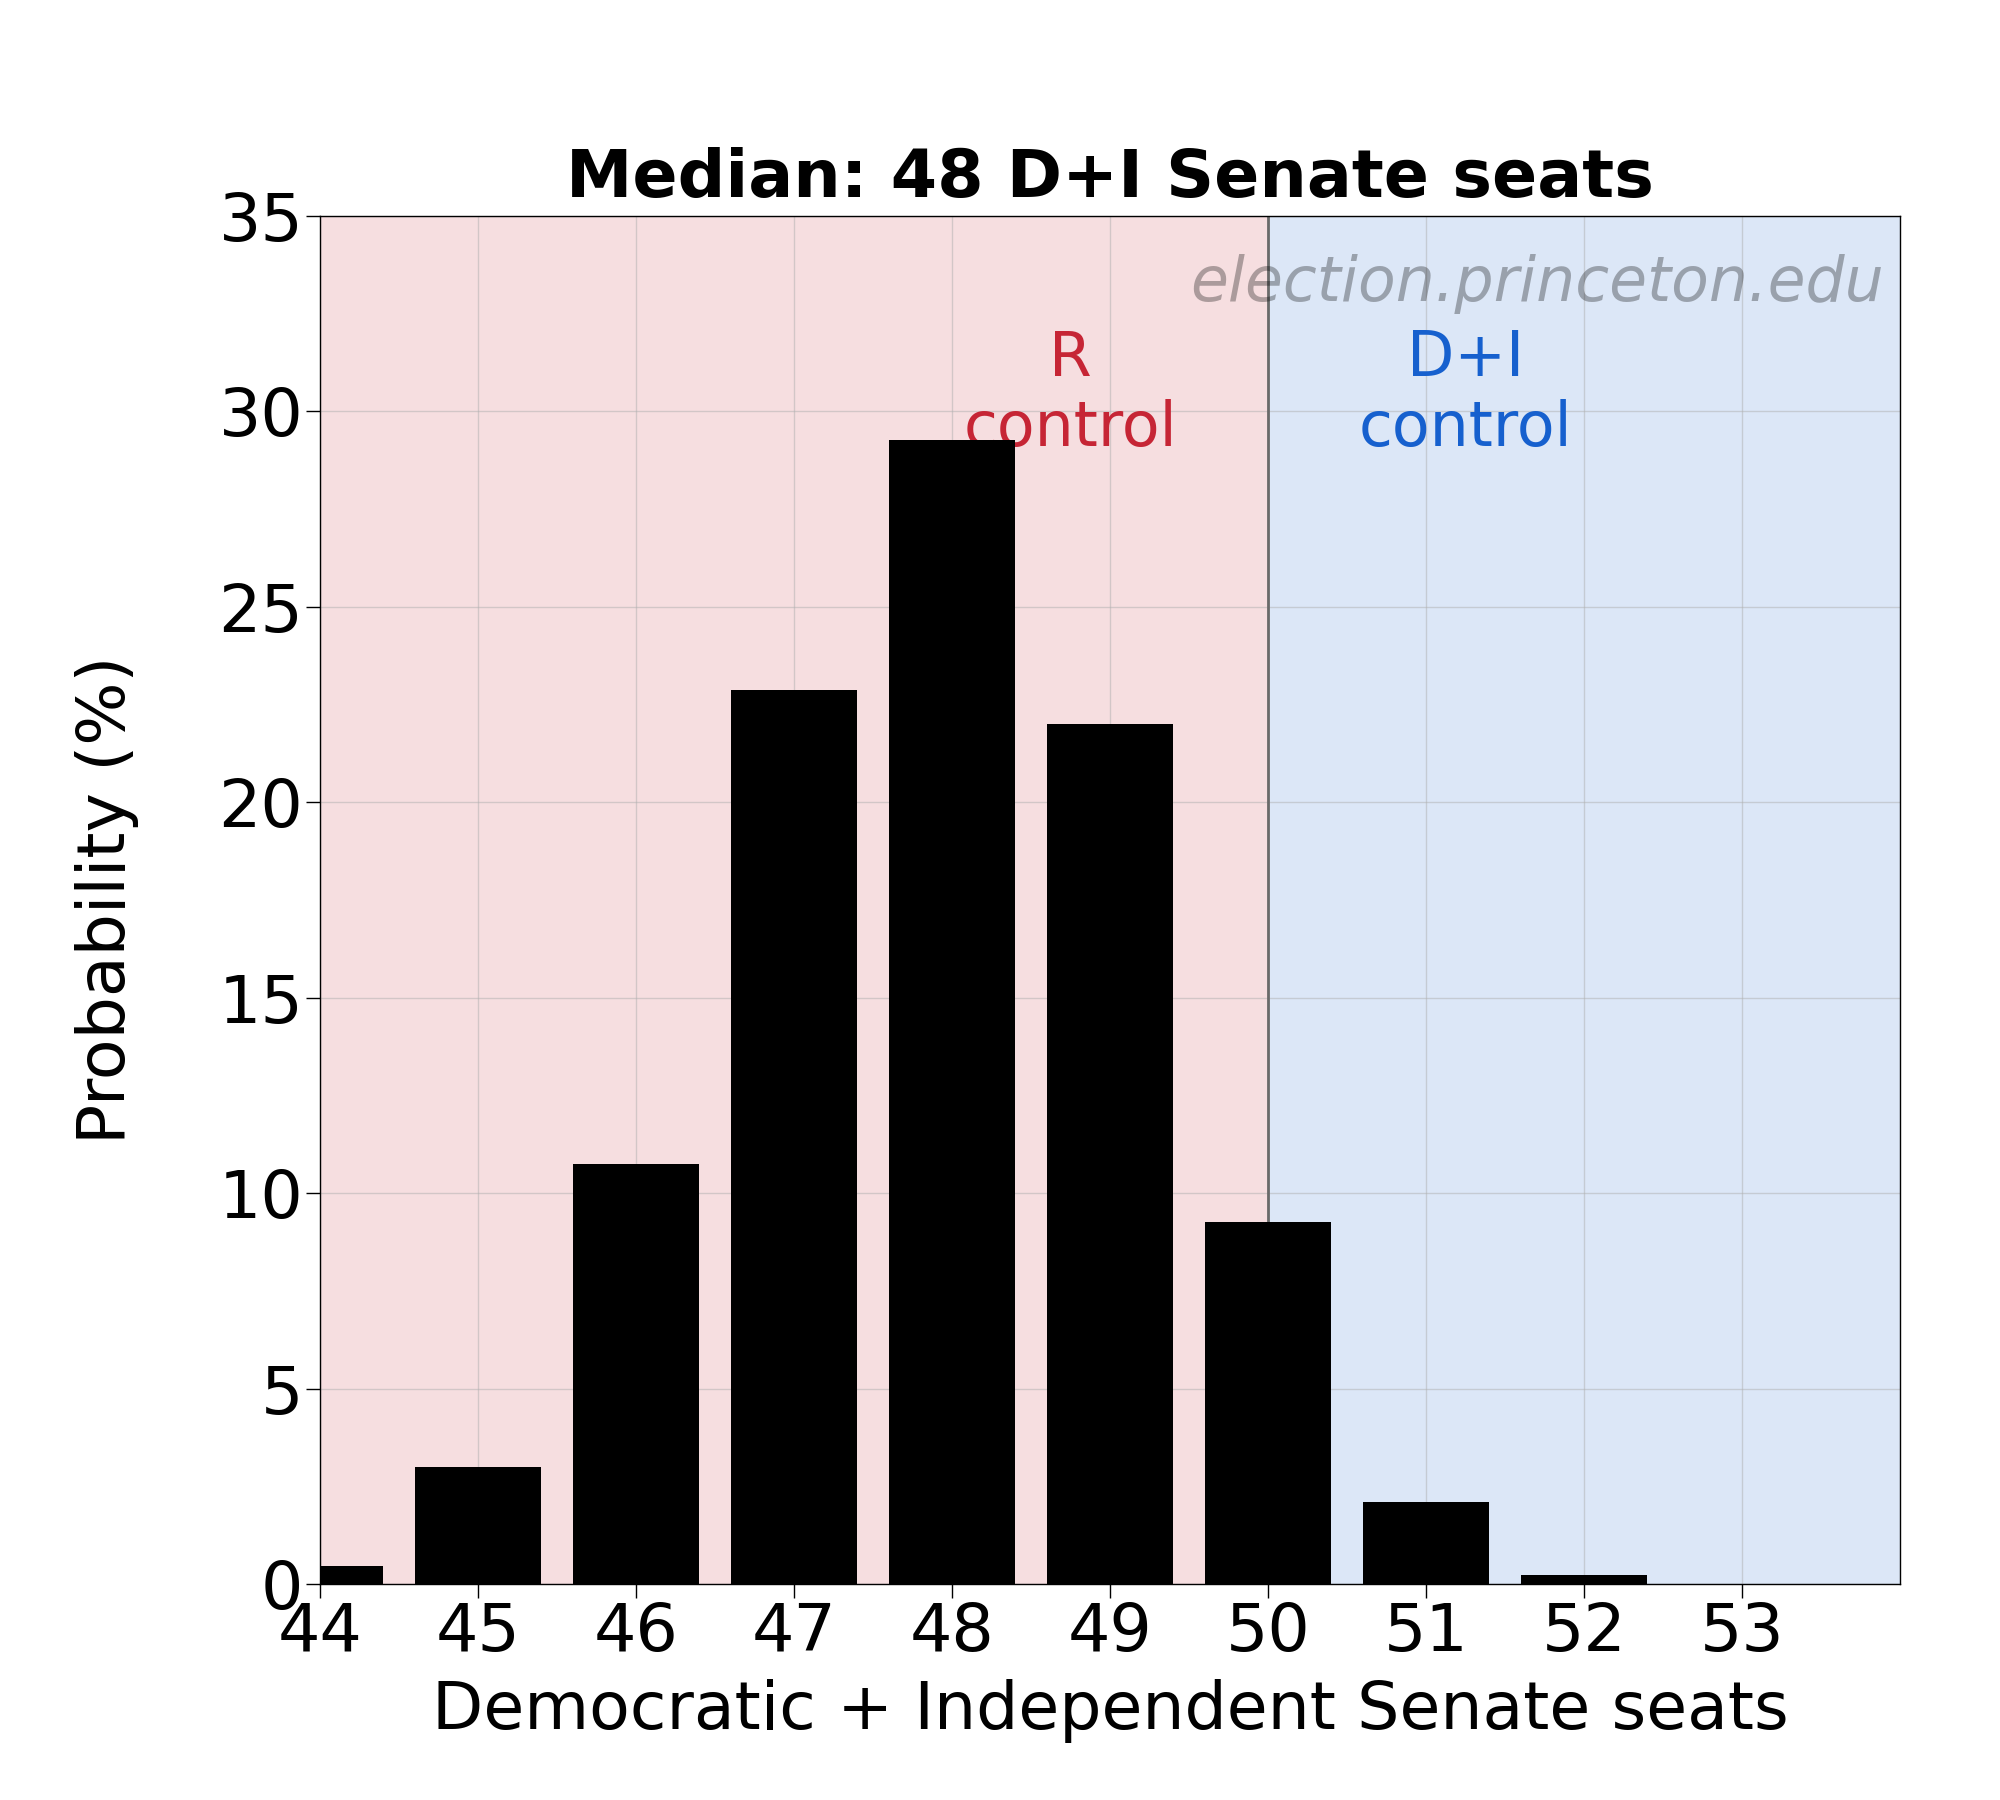 Median: 48 D+I Senate seats
election.princeton.edu
R
control
D+I
control
35
30
25
20
15
10
5
0
Probability (%)
44 45 46 47 48 49 50 51 52 53
Democratic + Independent Senate seats